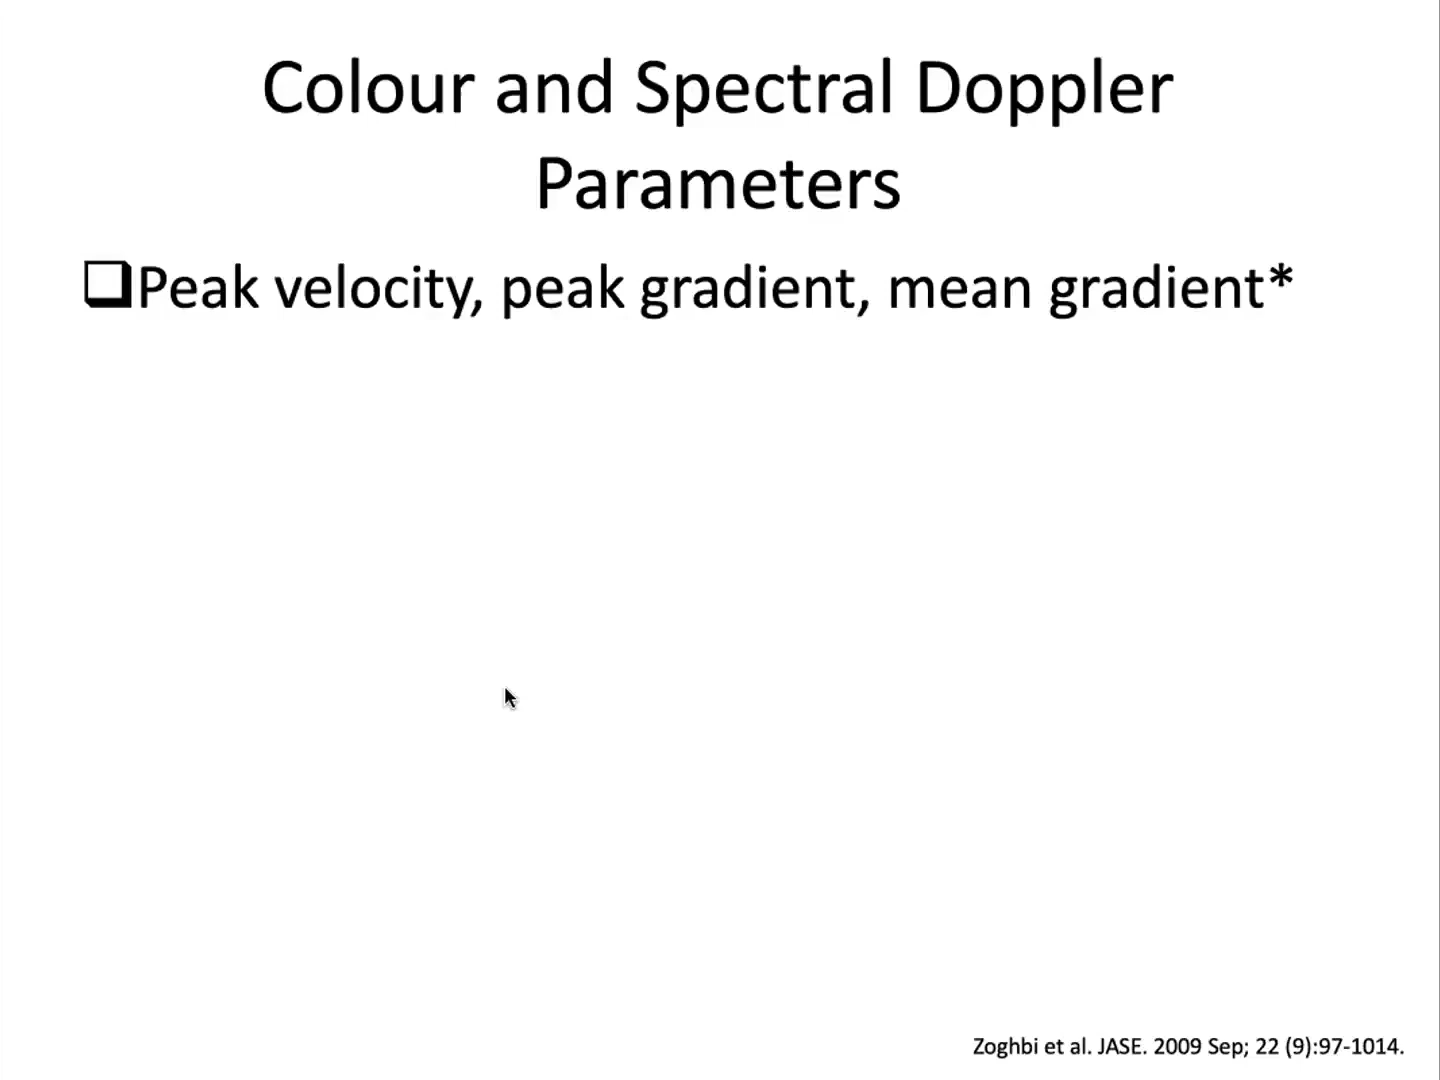 Colour and Spectral Doppler
Parameters
❑Peak velocity, peak gradient, mean gradient*
Zoghbi et al. JASE. 2009 Sep; 22 (9):97-1014.